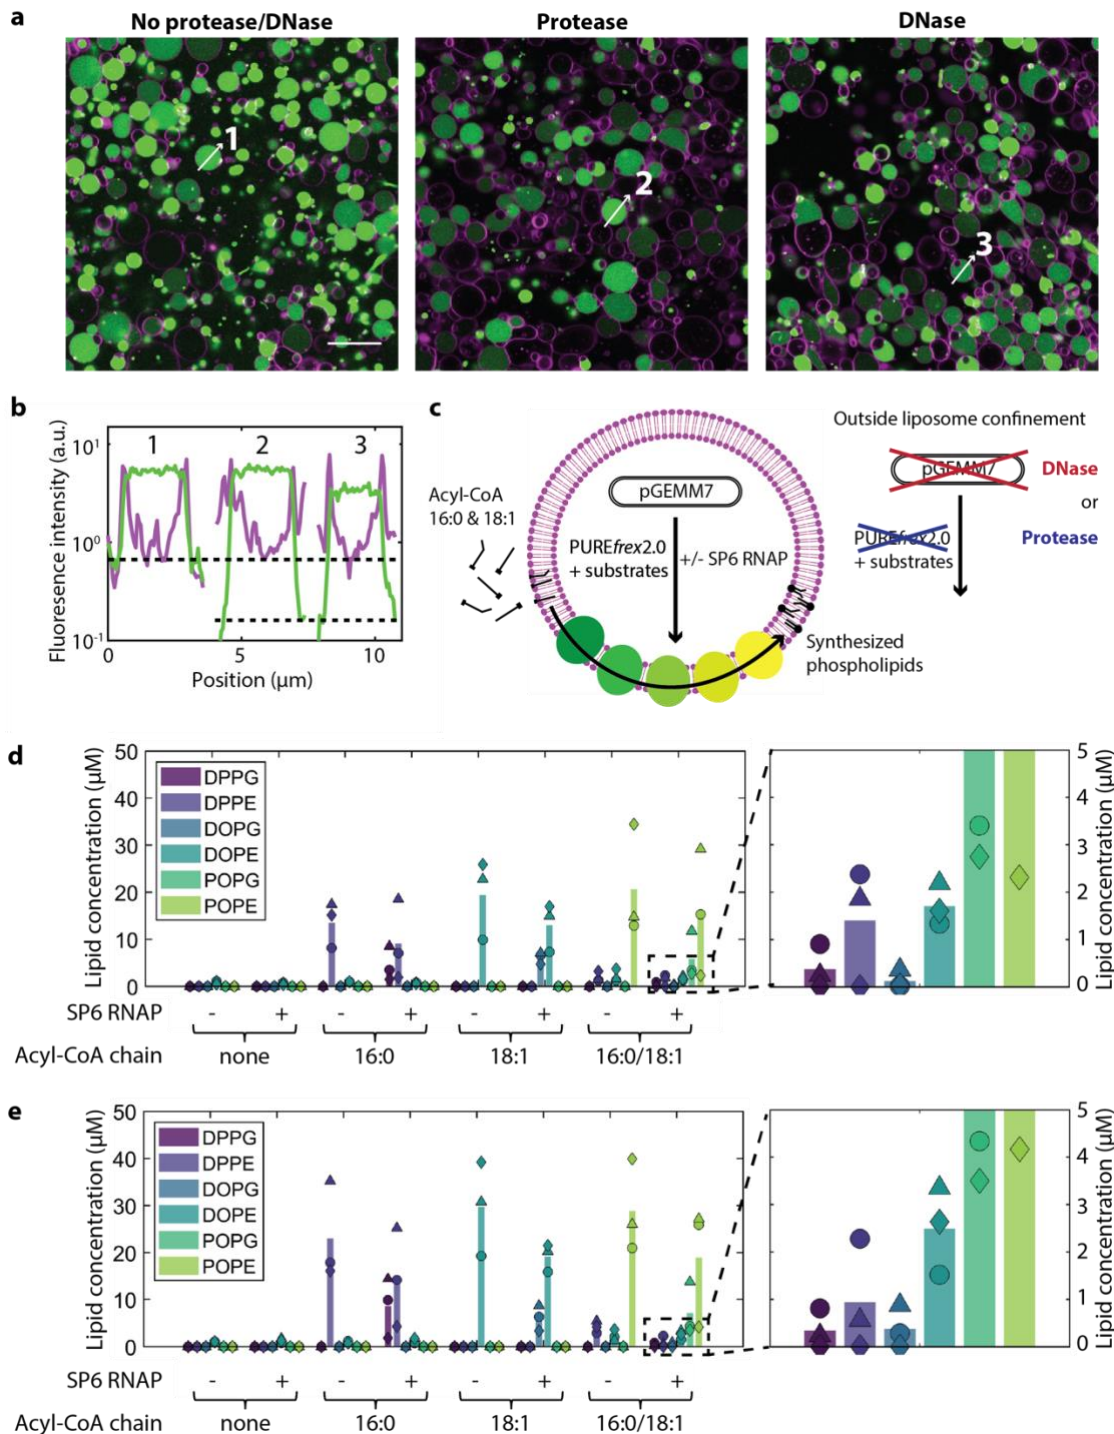 a
No protease/DNase
Protease
DNase
1
2
3
b
Fluoresence intensity (a.u.)
10¹
10⁰
10⁻¹
1
2
3
0
5
10
Position (µm)
c
Acyl-CoA
16:0 & 18:1
pGEMM7
PUREfrex2.0
+ substrates
+/- SP6 RNAP
Synthesized
phospholipids
Outside liposome confinement
pGEMM7
DNase
or
PUREfrex2.0
+ substrates
Protease
d
Lipid concentration (µM)
50
40
30
20
10
0
DPPG
DPPE
DOPG
DOPE
POPG
POPE
SP6 RNAP
- + - + - + - +
Acyl-CoA chain
none 16:0 18:1 16:0/18:1
5
4
3
2
1
0
Lipid concentration (µM)
e
Lipid concentration (µM)
50
40
30
20
10
0
DPPG
DPPE
DOPG
DOPE
POPG
POPE
SP6 RNAP
- + - + - + - +
Acyl-CoA chain
none 16:0 18:1 16:0/18:1
5
4
3
2
1
0
Lipid concentration (µM)